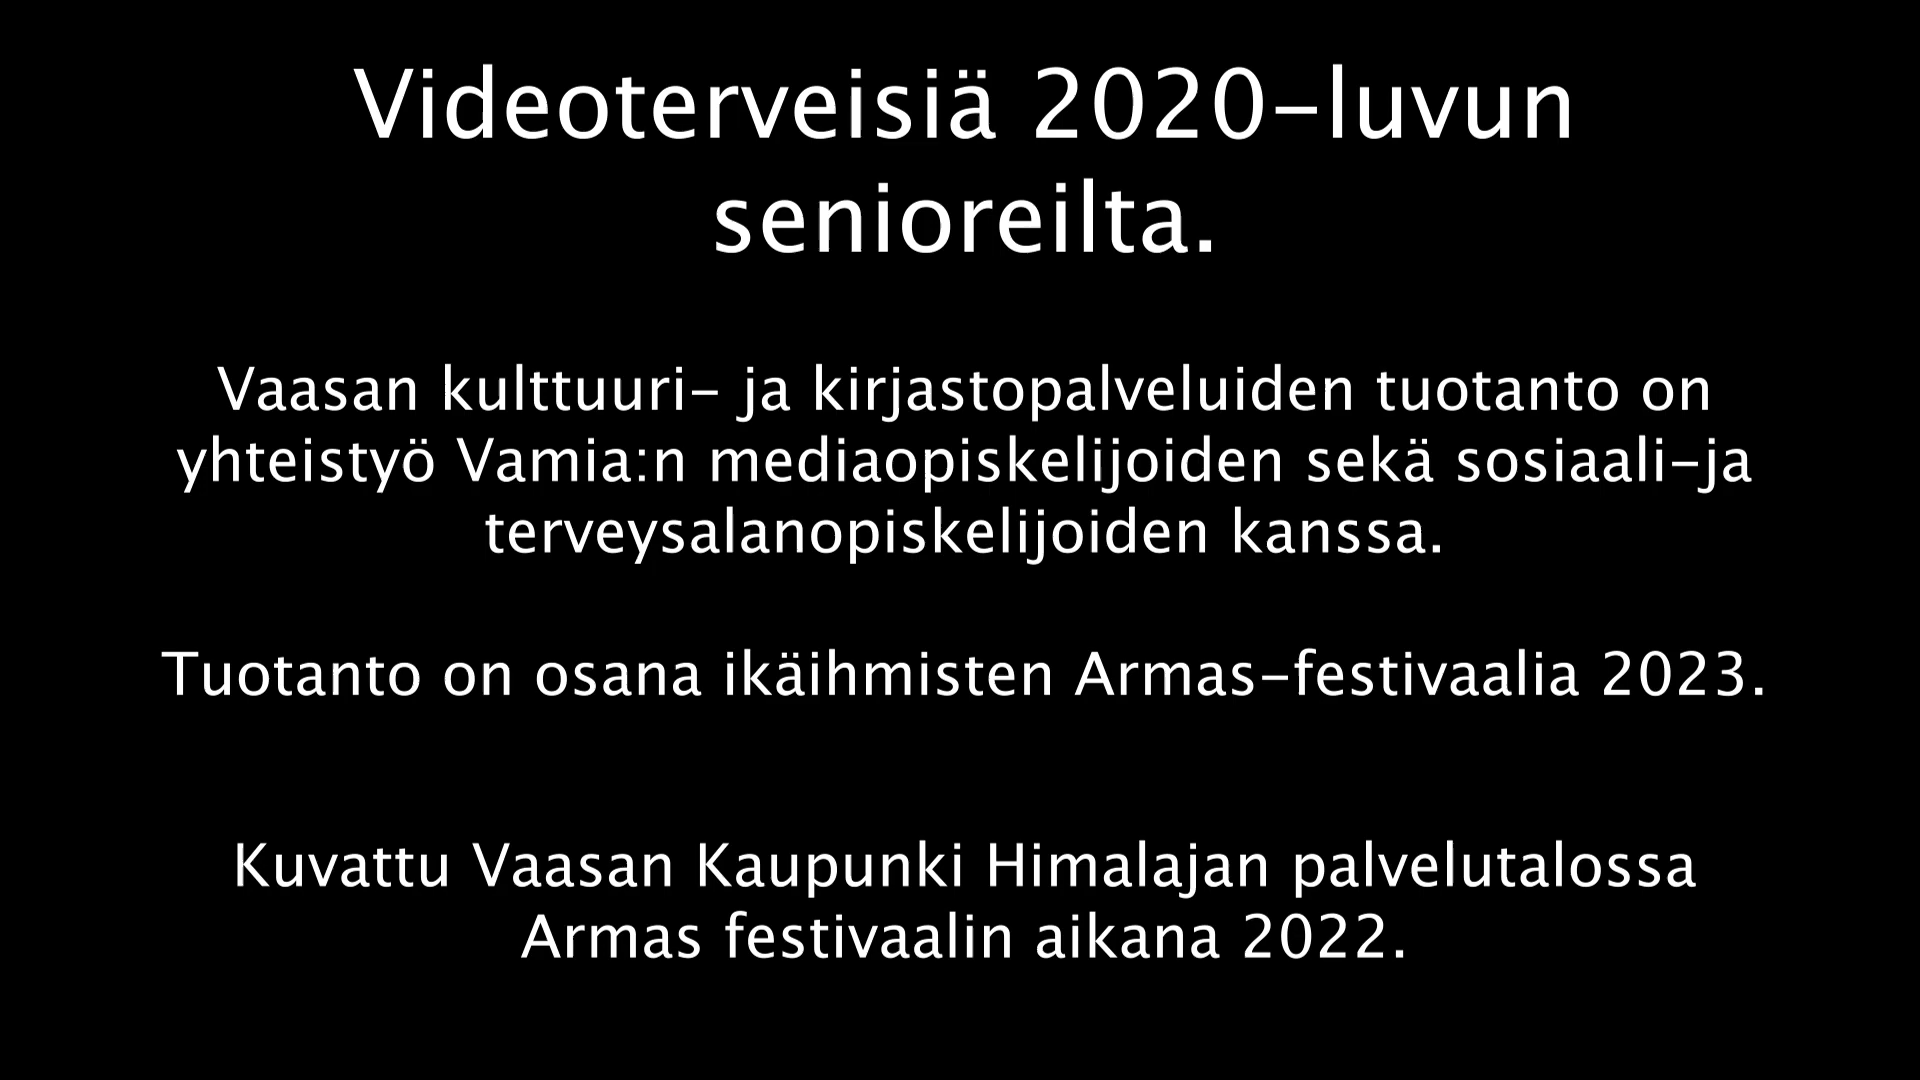 Videoterveisiä 2020-luvun
senioreilta.
Vaasan kulttuuri- ja kirjastopalveluiden tuotanto on
yhteistyö Vamia:n mediaopiskelijoiden sekä sosiaali-ja
terveysalanopiskelijoiden kanssa.
Tuotanto on osana ikäihmisten Armas-festivaalia 2023.
Kuvattu Vaasan Kaupunki Himalajan palvelutalossa
Armas festivaalin aikana 2022.